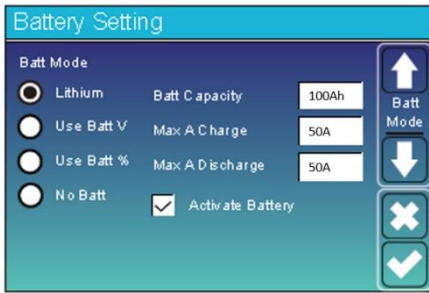 Battery Setting
Batt Mode
Lithium
Batt Capacity
100Ah
Use Batt V
Max A Charge
50A
Use Batt %
Max A Discharge
50A
No Batt
Activate Battery
Batt
Mode